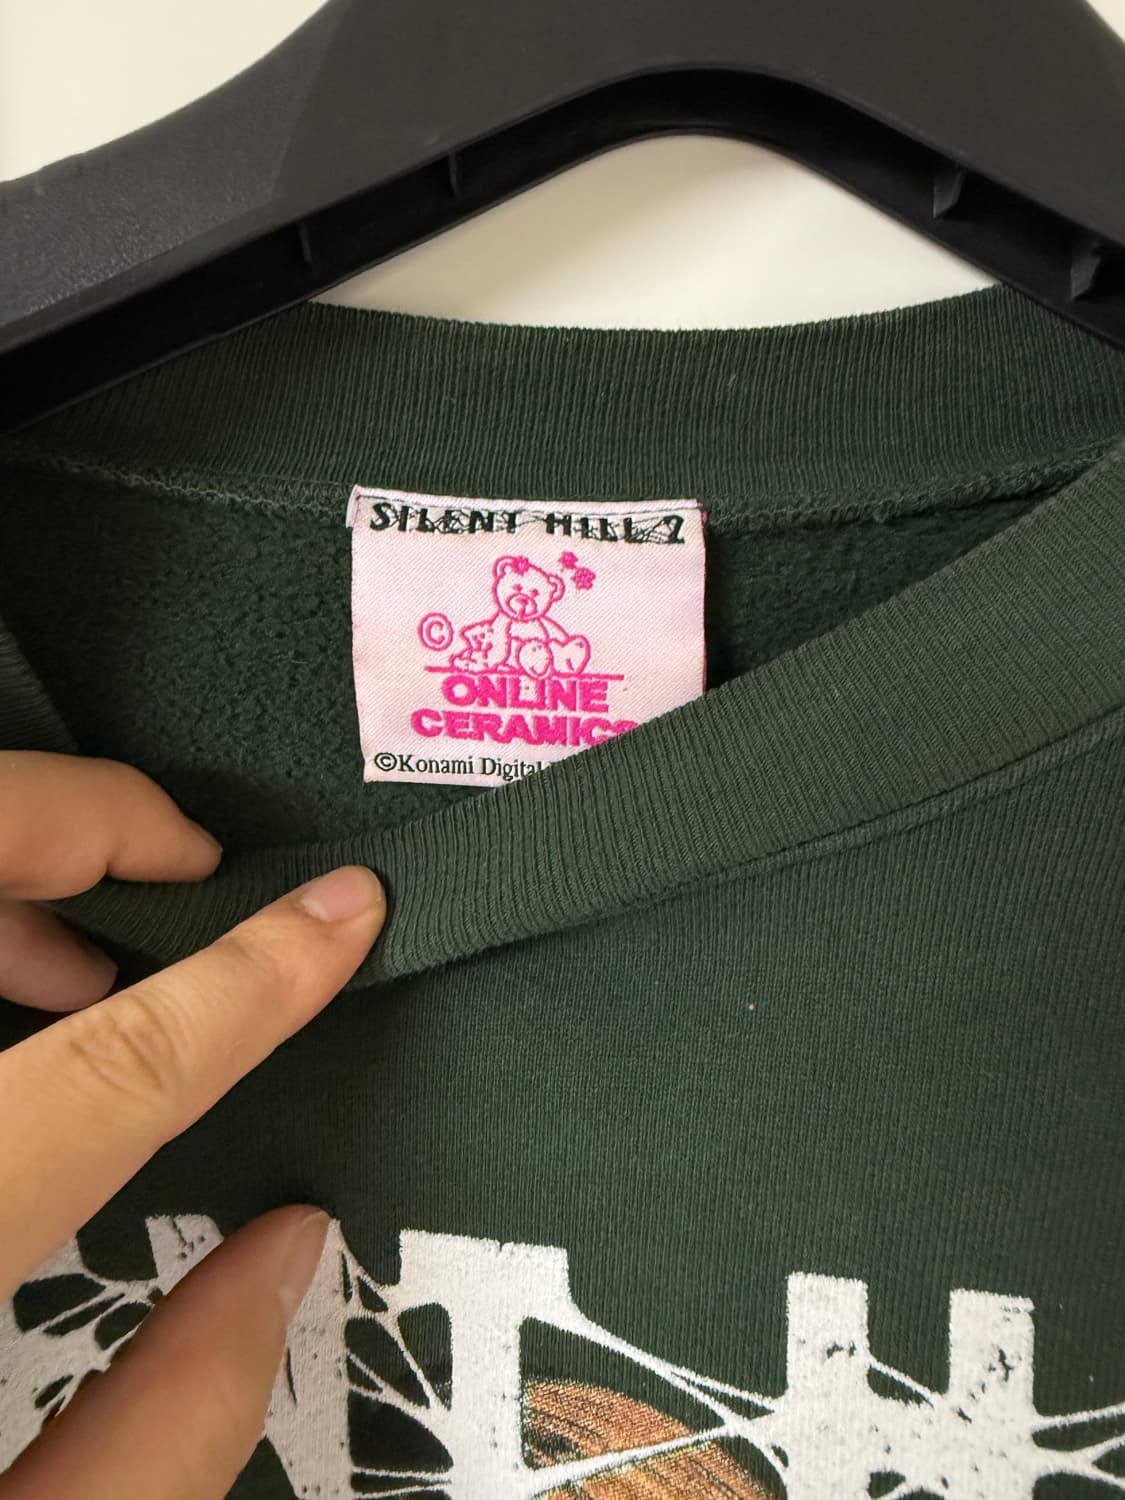 SILENT HILL 2
©
ONLINE
CERAMICS
©Konami Digital